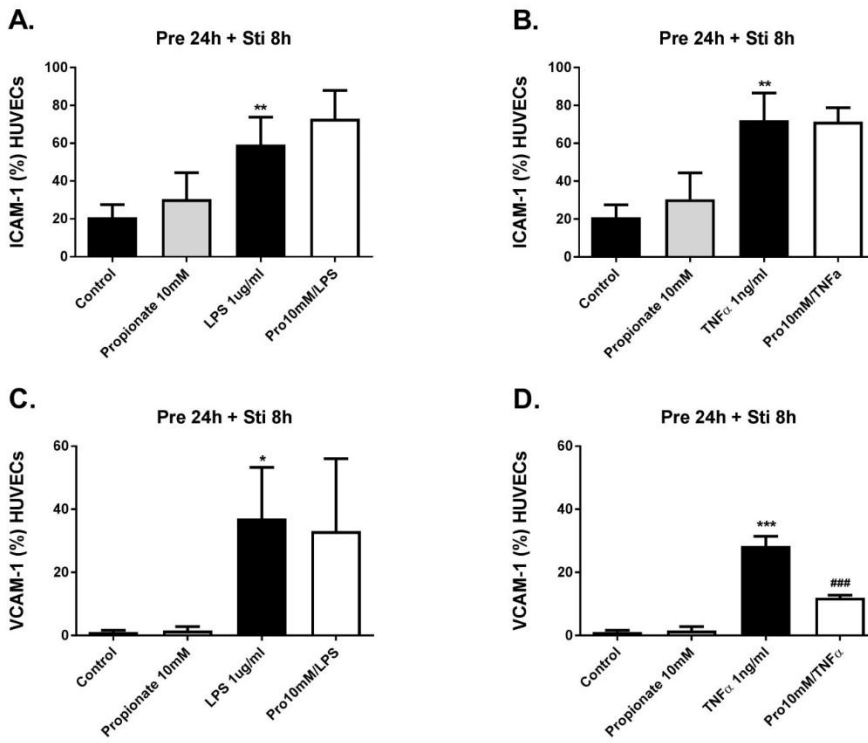 A.
Pre 24h + Sti 8h
ICAM-1 (%) HUVECs
100
80
60
40
20
0
**
Control
Propionate 10mM
LPS 1ug/ml
Pro10mM/LPS
B.
Pre 24h + Sti 8h
ICAM-1 (%) HUVECs
100
80
60
40
20
0
**
Control
Propionate 10mM
TNFα 1ng/ml
Pro10mM/TNFa
C.
Pre 24h + Sti 8h
VCAM-1 (%) HUVECs
60
40
20
0
*
Control
Propionate 10mM
LPS 1ug/ml
Pro10mM/LPS
D.
Pre 24h + Sti 8h
VCAM-1 (%) HUVECs
60
40
20
0
***
###
Control
Propionate 10mM
TNFα 1ng/ml
Pro10mM/TNFα